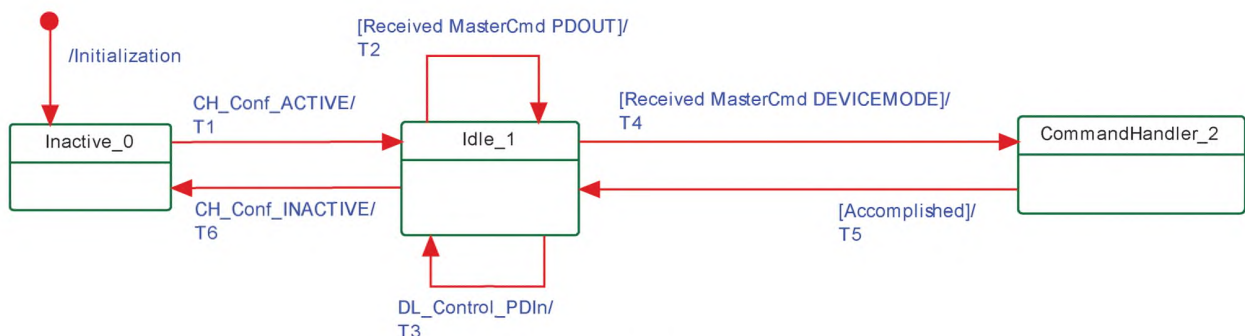 [Received MasterCmd PDOUT]/
T2
/Initialization
CH_Conf_ACTIVE/
T1
[Received MasterCmd DEVICEMODE]/
T4
Inactive_0
Idle_1
CommandHandler_2
CH_Conf_INACTIVE/
T6
[Accomplished]/
T5
DL_Control_PDIn/
T3